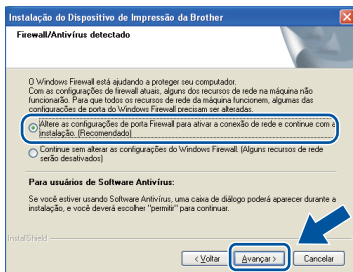 Instalação do Dispositivo de Impressão da Brother
Firewall/Antivírus detectado
O Windows Firewall está ajudando a proteger seu computador.
Com as configurações de firewall atuais, alguns dos recursos de rede na máquina não
funcionarão. Para que todos os recursos de rede da máquina funcionem, algumas das
configurações de porta do Windows Firewall precisam ser alteradas.
Altere as configurações de porta Firewall para ativar a conexão de rede e continue com a
instalação. (Recomendado)
Continue sem alterar as configurações do Windows Firewall. (Alguns recursos de rede
serão desativados)
Para usuários de Software Antivírus:
Se você estiver usando Software Antivírus, uma caixa de diálogo poderá aparecer durante a
instalação, e você deverá escolher "permitir" para continuar.
InstallShield
< Voltar
Avançar >
Cancelar